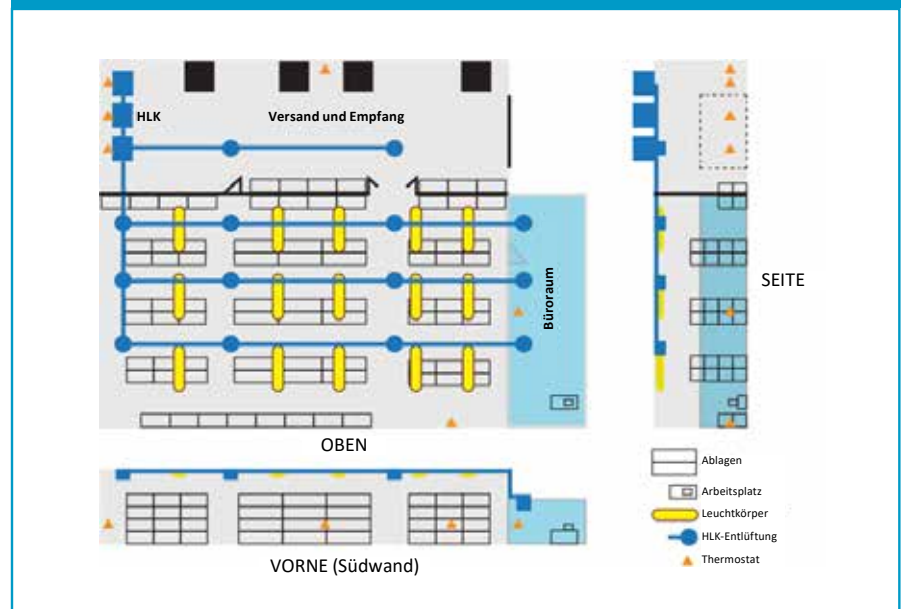 HLK
Versand und Empfang
Büroraum
SEITE
OBEN
Ablagen
Arbeitsplatz
Leuchtkörper
HLK-Entlüftung
Thermostat
VORNE (Südwand)